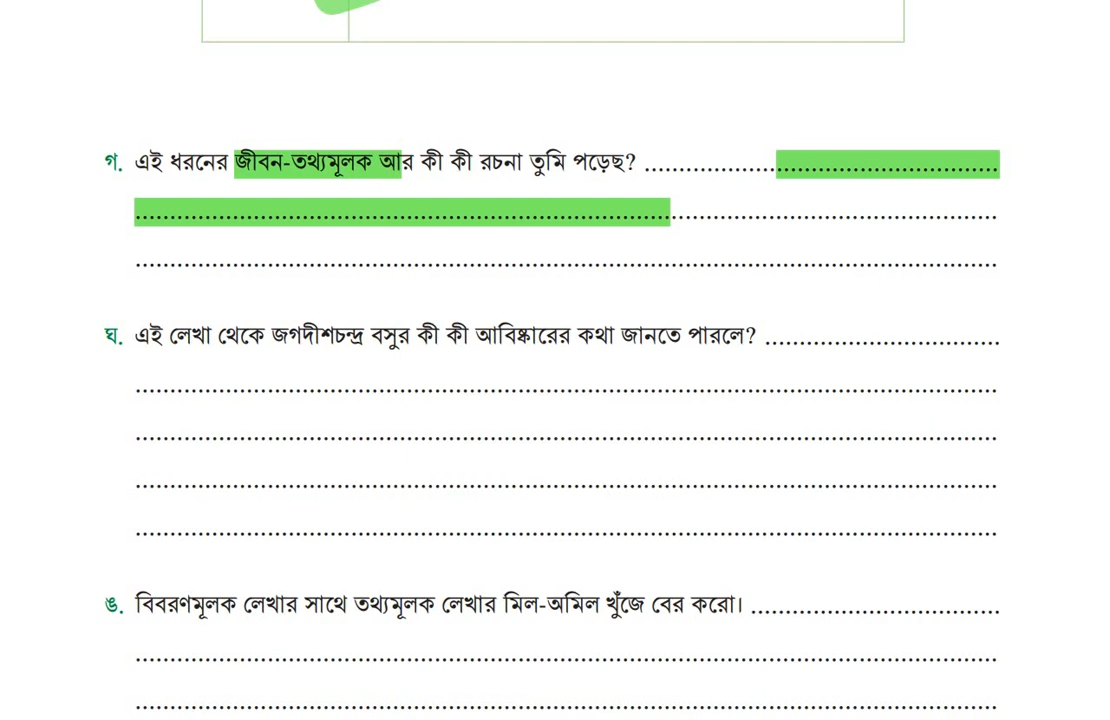 গ. এই ধরনের জীবন-তথ্যমূলক আর কী কী রচনা তুমি পড়েছ? ................................................
................................................................................................................
................................................................................................................
ঘ. এই লেখা থেকে জগদীশচন্দ্র বসুর কী কী আবিষ্কারের কথা জানতে পারলে? ..................................
................................................................................................................
................................................................................................................
................................................................................................................
................................................................................................................
ঙ. বিবরণমূলক লেখার সাথে তথ্যমূলক লেখার মিল-অমিল খুঁজে বের করো। ....................................
................................................................................................................
................................................................................................................